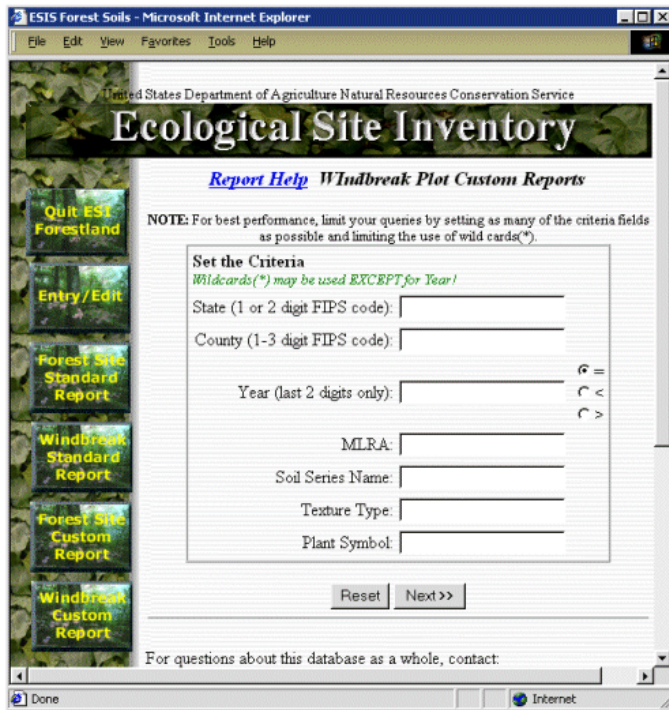 ESIS Forest Soils - Microsoft Internet Explorer
File Edit View Favorites Tools Help
United States Department of Agriculture Natural Resources Conservation Service
Ecological Site Inventory
Report Help WIndbreak Plot Custom Reports
NOTE: For best performance, limit your queries by setting as many of the criteria fields
as possible and limiting the use of wild cards(*).
Quit ESI
Forestland
Entry/Edit
Forest Site
Standard
Report
Windbreak
Standard
Report
Forest Site
Custom
Report
Windbreak
Custom
Report
Set the Criteria
Wildcards(*) may be used EXCEPT for Year!
State (1 or 2 digit FIPS code):
County (1-3 digit FIPS code):
Year (last 2 digits only):
=
<
>
MLRA:
Soil Series Name:
Texture Type:
Plant Symbol:
Reset Next>>
For questions about this database as a whole, contact:
Done Internet